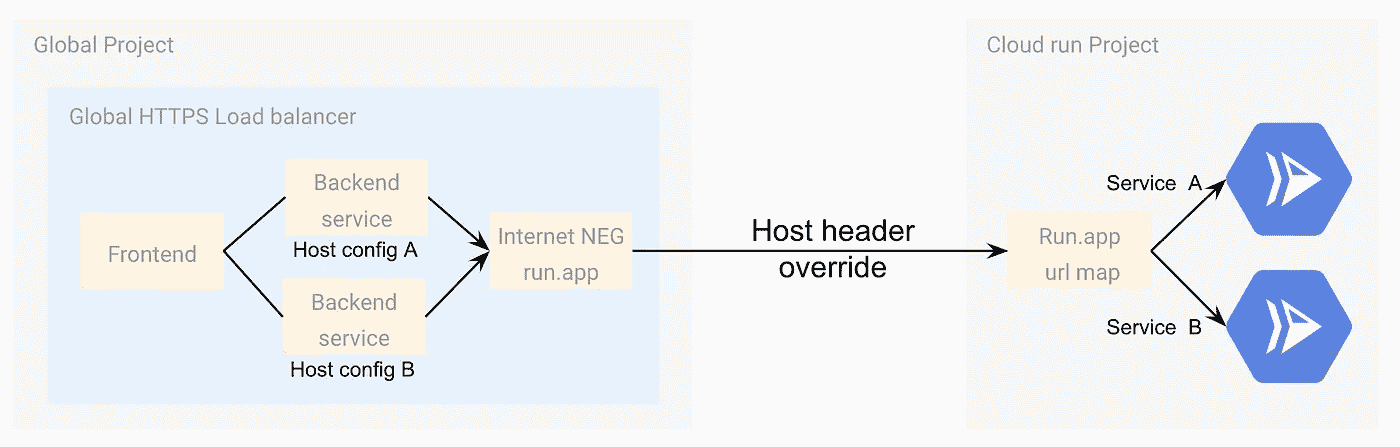 Global Project
Global HTTPS Load balancer
Frontend
Backend
service
Host config A
Backend
service
Host config B
Internet NEG
run.app
Host header
override
Cloud run Project
Run.app
url map
Service A
Service B